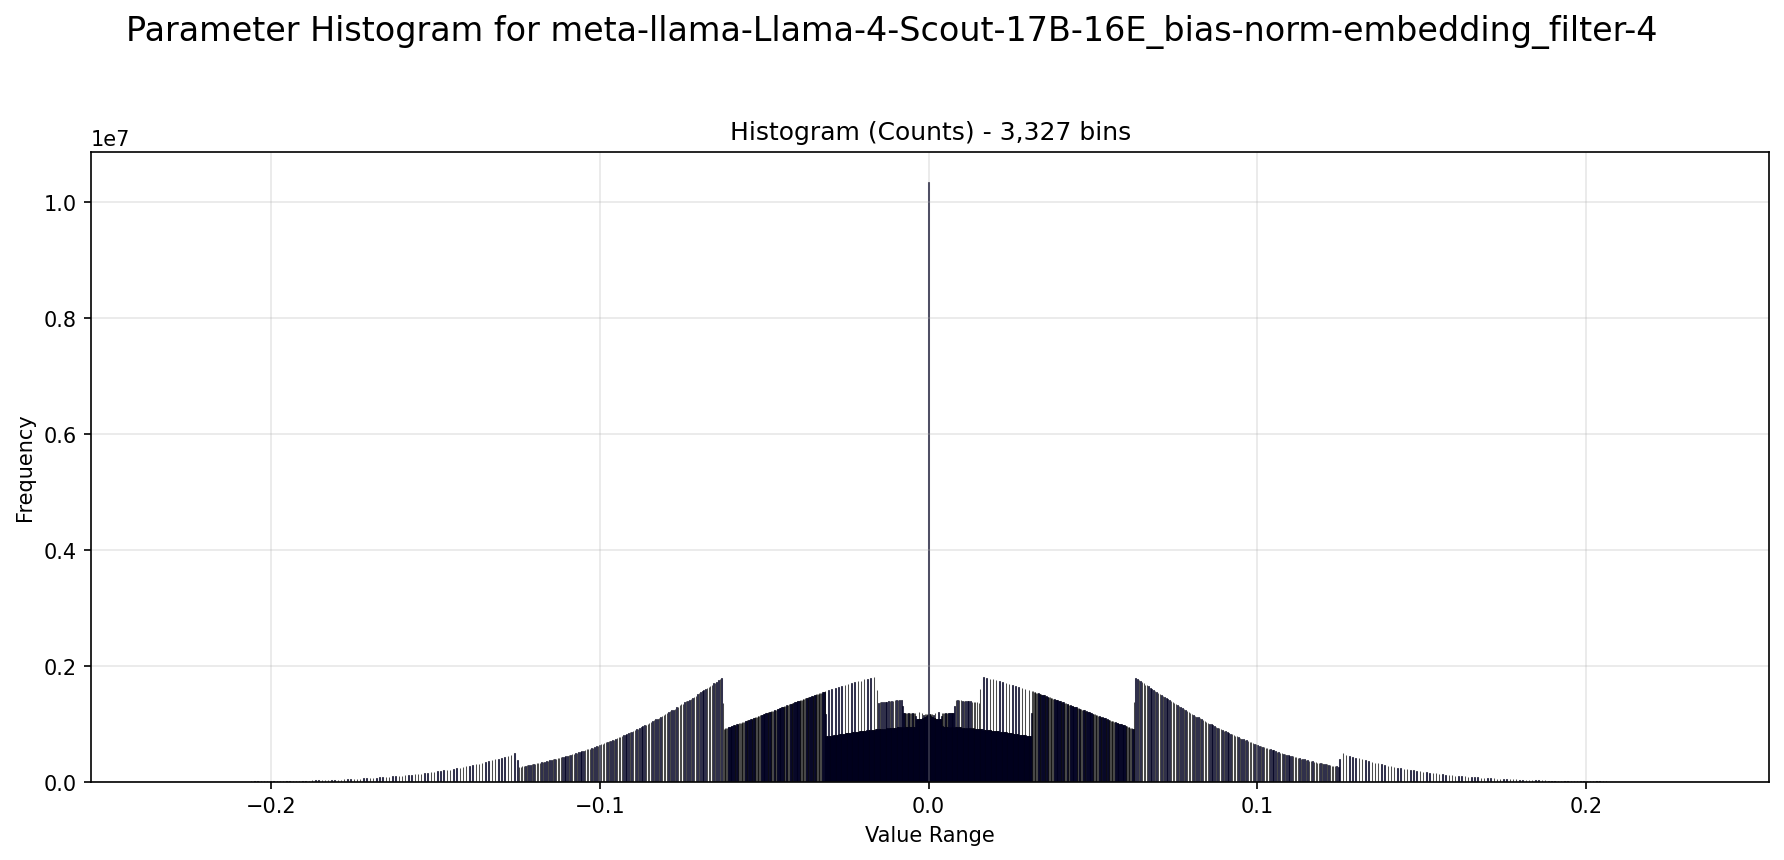 Parameter Histogram for meta-llama-Llama-4-Scout-17B-16E_bias-norm-embedding_filter-4
Histogram (Counts) - 3,327 bins
1e7
1.0
0.8
0.6
0.4
0.2
0.0
Frequency
−0.2
−0.1
0.0
0.1
0.2
Value Range